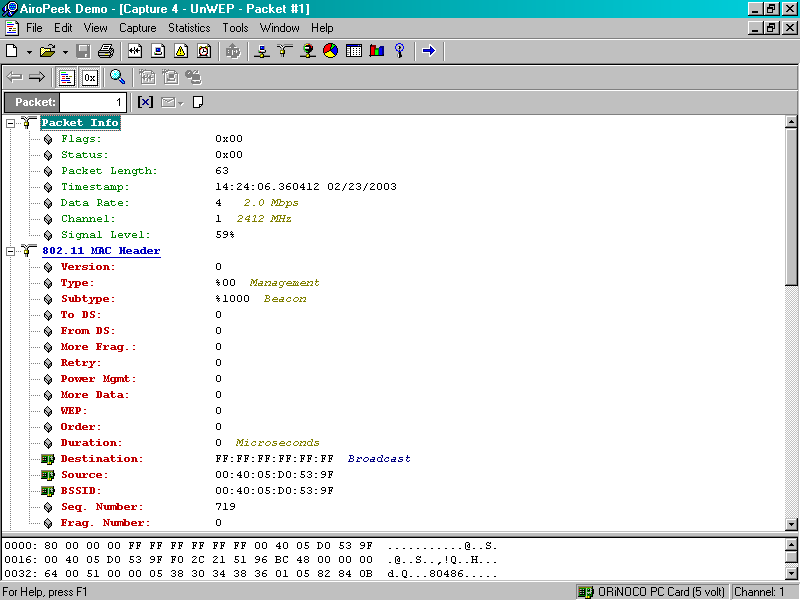 AiroPeek Demo - [Capture 4 - UnWEP - Packet #1]
File Edit View Capture Statistics Tools Window Help
0x
Packet: 1 [x]
Packet Info
Flags: 0x00
Status: 0x00
Packet Length: 63
Timestamp: 14:24:06.360412 02/23/2003
Data Rate: 4 2.0 Mbps
Channel: 1 2412 MHz
Signal Level: 59%
802.11 MAC Header
Version: 0
Type: %00 Management
Subtype: %1000 Beacon
To DS: 0
From DS: 0
More Frag.: 0
Retry: 0
Power Mgmt: 0
More Data: 0
WEP: 0
Order: 0
Duration: 0 Microseconds
Destination: FF:FF:FF:FF:FF:FF Broadcast
Source: 00:40:05:D0:53:9F
BSSID: 00:40:05:D0:53:9F
Seq. Number: 719
Frag. Number: 0
0000: 80 00 00 00 FF FF FF FF FF FF 00 40 05 D0 53 9F ...........@..S.
0016: 00 40 05 D0 53 9F F0 2C 21 51 96 BC 48 00 00 00 .@..S..,!Q..H...
0032: 64 00 51 00 00 05 38 30 34 38 36 01 05 82 84 0B d.Q...80486.....
For Help, press F1 ORiNOCO PC Card (5 volt) Channel: 1